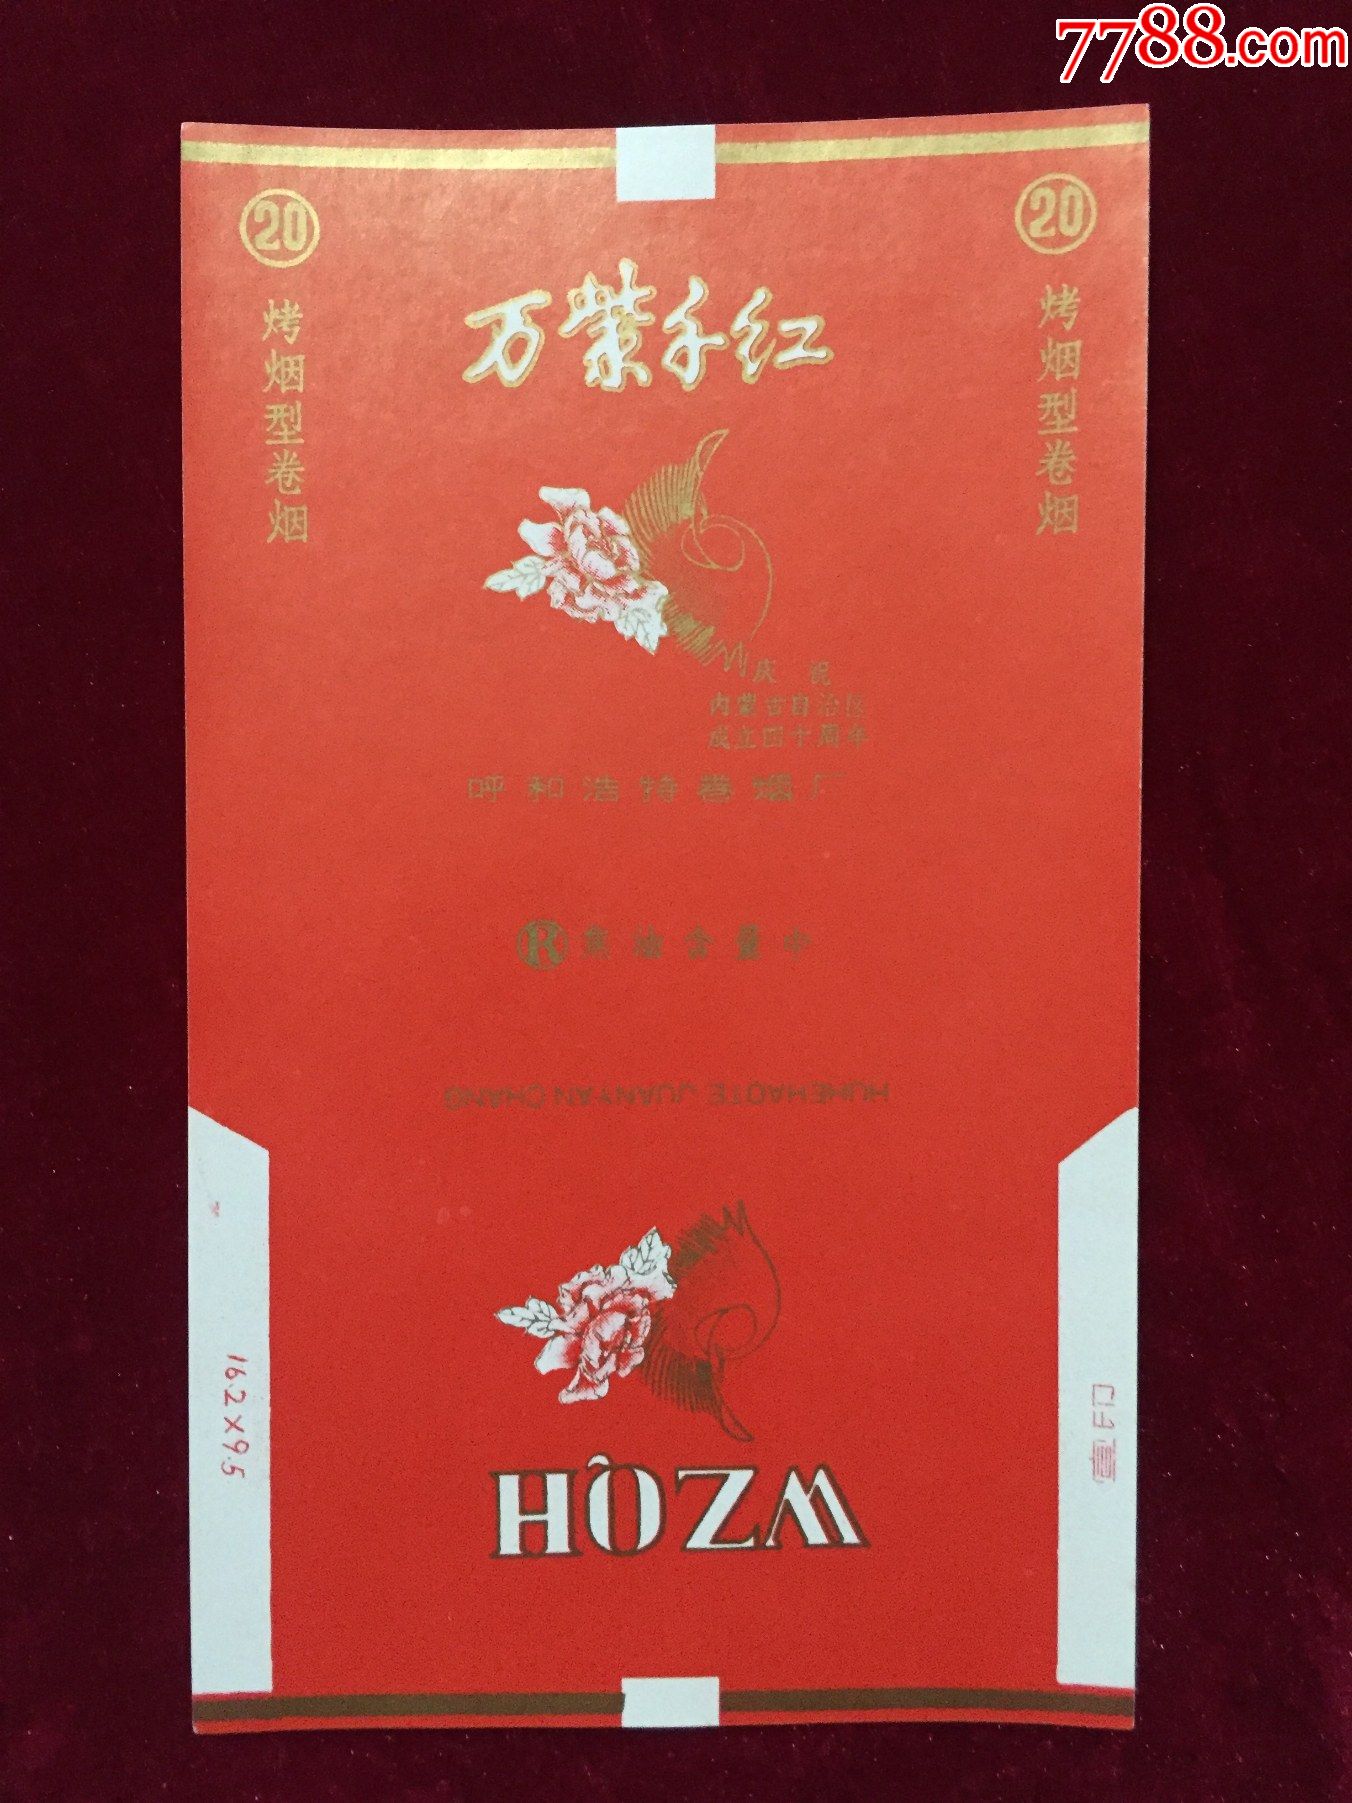 7788.com
20
烤烟型卷烟
20
烤烟型卷烟
万紫千红
庆祝
内蒙古自治区
成立四十周年
呼和浩特卷烟厂
R 焦油含量中
HUHEHAOTE JUANYAN CHANG
WZQH
16.2×9.5